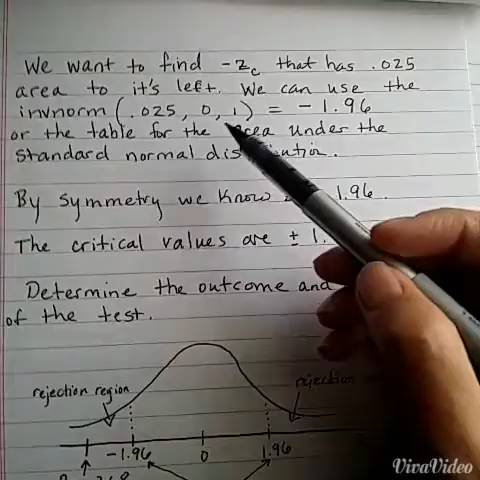 We want to find -zc that has .025
area to it's left. We can use the
invnorm (.025, 0, 1) = -1.96
or the table for the area under the
standard normal
By symmetry we know 1.96.
The critical values are ± 1.
Determine the outcome and
of the test.
rejection region
rejection
-1.96 0 1.96
VivaVideo